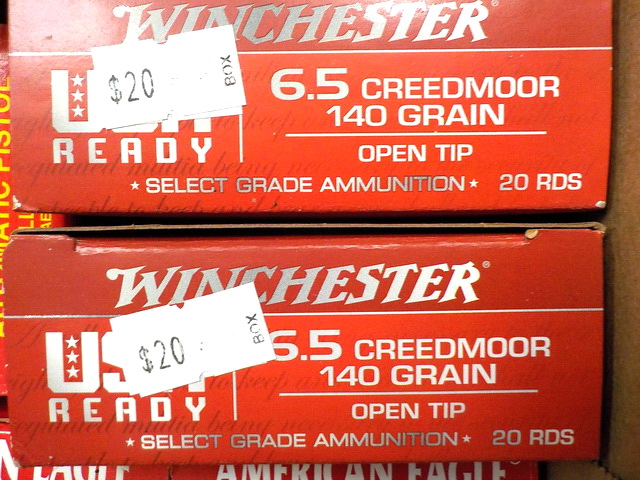 WINCHESTER
$20 BOX
6.5 CREEDMOOR
140 GRAIN
READY
OPEN TIP
★ SELECT GRADE AMMUNITION ★ 20 RDS
WINCHESTER®
$20 BOX
6.5 CREEDMOOR
USA
140 GRAIN
READY
OPEN TIP
★ SELECT GRADE AMMUNITION ★ 20 RDS
AMERICAN EAGLE